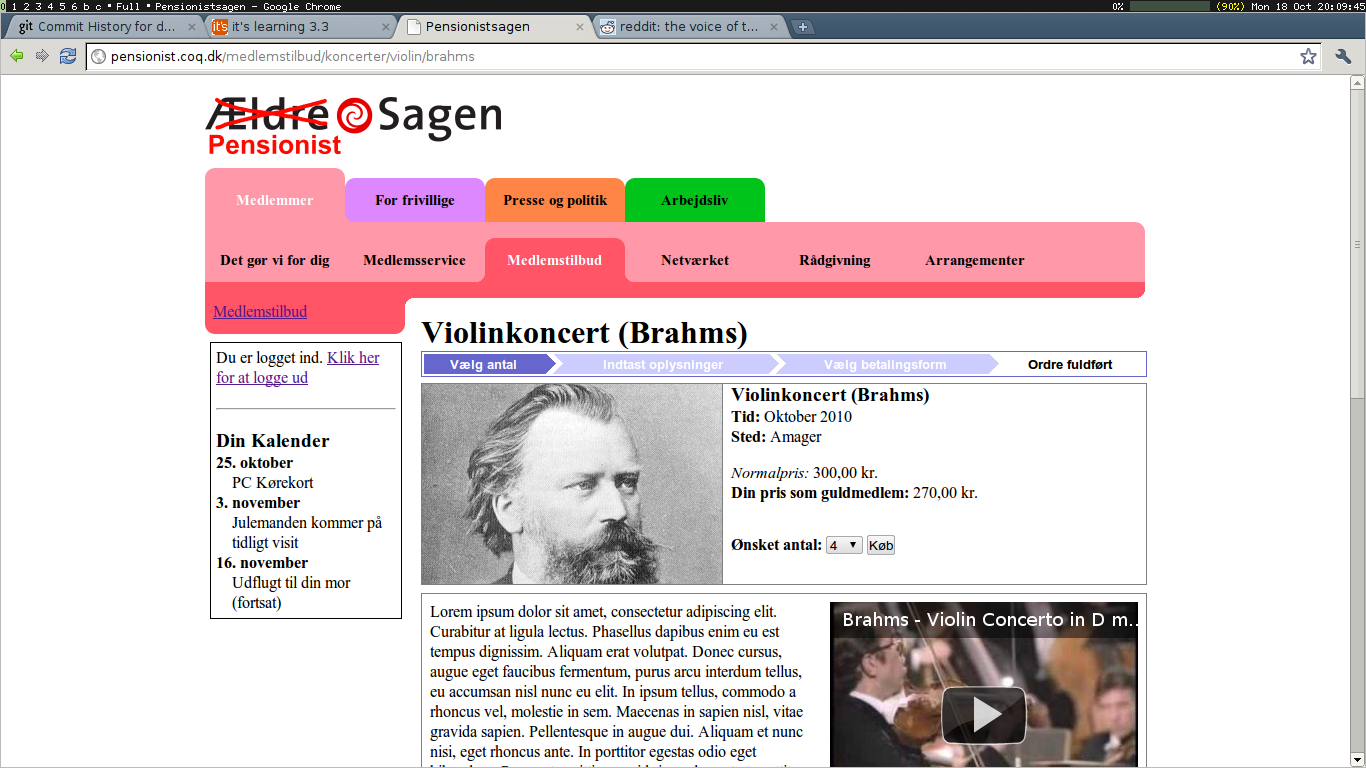 0 1 2 3 4 5 6 b c • Full • Pensionistsagen - Google Chrome
0% (90%) Mon 18 Oct 20:09:45
git Commit History for d...
it's it's learning 3.3
Pensionistsagen
reddit: the voice of t...
pensionist.coq.dk/medlemstilbud/koncerter/violin/brahms
Ældre Sagen
Pensionist
Medlemmer
For frivillige
Presse og politik
Arbejdsliv
Det gør vi for dig
Medlemsservice
Medlemstilbud
Netværket
Rådgivning
Arrangementer
Medlemstilbud
Du er logget ind. Klik her
for at logge ud
Din Kalender
25. oktober
PC Kørekort
3. november
Julemanden kommer på
tidligt visit
16. november
Udflugt til din mor
(fortsat)
Violinkoncert (Brahms)
Vælg antal
Indtast oplysninger
Vælg betalingsform
Ordre fuldført
Violinkoncert (Brahms)
Tid: Oktober 2010
Sted: Amager
Normalpris: 300,00 kr.
Din pris som guldmedlem: 270,00 kr.
Ønsket antal: 4 Køb
Lorem ipsum dolor sit amet, consectetur adipiscing elit.
Curabitur at ligula lectus. Phasellus dapibus enim eu est
tempus dignissim. Aliquam erat volutpat. Donec cursus,
augue eget faucibus fermentum, purus arcu interdum tellus,
eu accumsan nisl nunc eu elit. In ipsum tellus, commodo a
rhoncus vel, molestie in sem. Maecenas in sapien nisl, vitae
gravida sapien. Pellentesque in augue dui. Aliquam et nunc
nisi, eget rhoncus ante. In porttitor egestas odio eget
Brahms - Violin Concerto in D m...